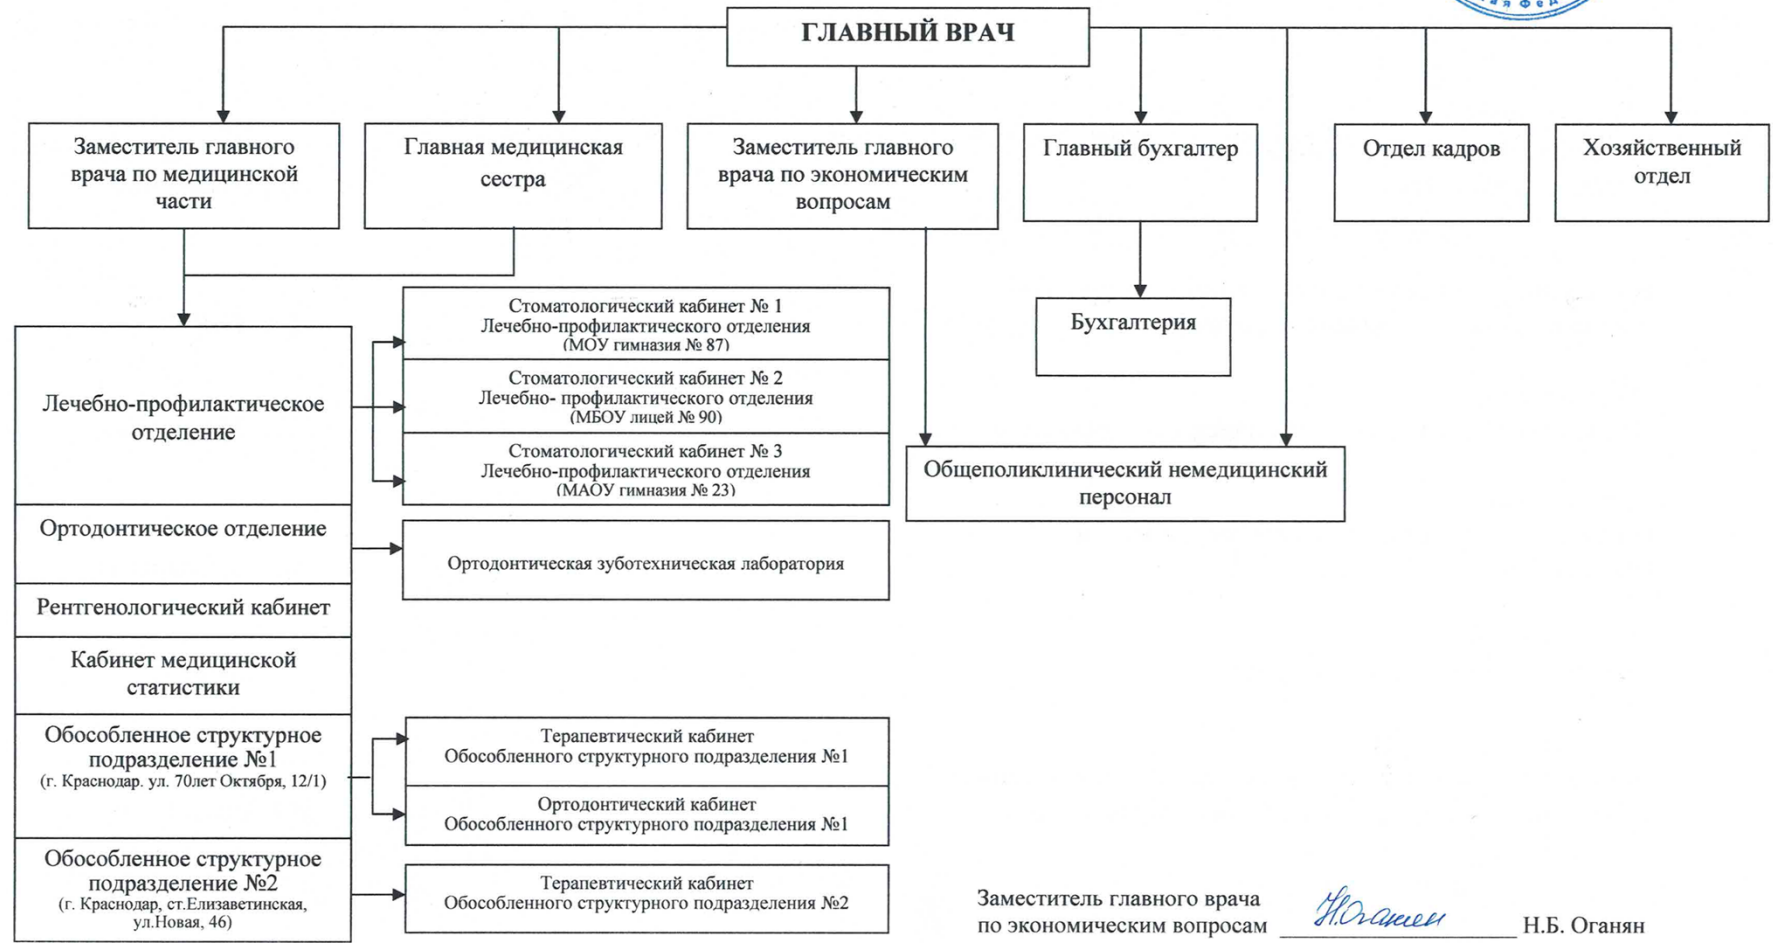 ГЛАВНЫЙ ВРАЧ
Заместитель главного
врача по медицинской
части
Главная медицинская
сестра
Заместитель главного
врача по экономическим
вопросам
Главный бухгалтер
Отдел кадров
Хозяйственный
отдел
Бухгалтерия
Общеполиклинический немедицинский
персонал
Лечебно-профилактическое
отделение
Стоматологический кабинет № 1
Лечебно-профилактического отделения
(МОУ гимназия № 87)
Стоматологический кабинет № 2
Лечебно- профилактического отделения
(МБОУ лицей № 90)
Стоматологический кабинет № 3
Лечебно-профилактического отделения
(МАОУ гимназия № 23)
Ортодонтическое отделение
Ортодонтическая зуботехническая лаборатория
Рентгенологический кабинет
Кабинет медицинской
статистики
Обособленное структурное
подразделение №1
(г. Краснодар. ул. 70лет Октября, 12/1)
Терапевтический кабинет
Обособленного структурного подразделения №1
Ортодонтический кабинет
Обособленного структурного подразделения №1
Обособленное структурное
подразделение №2
(г. Краснодар, ст.Елизаветинская,
ул.Новая, 46)
Терапевтический кабинет
Обособленного структурного подразделения №2
Заместитель главного врача
по экономическим вопросам Н.Б. Оганян